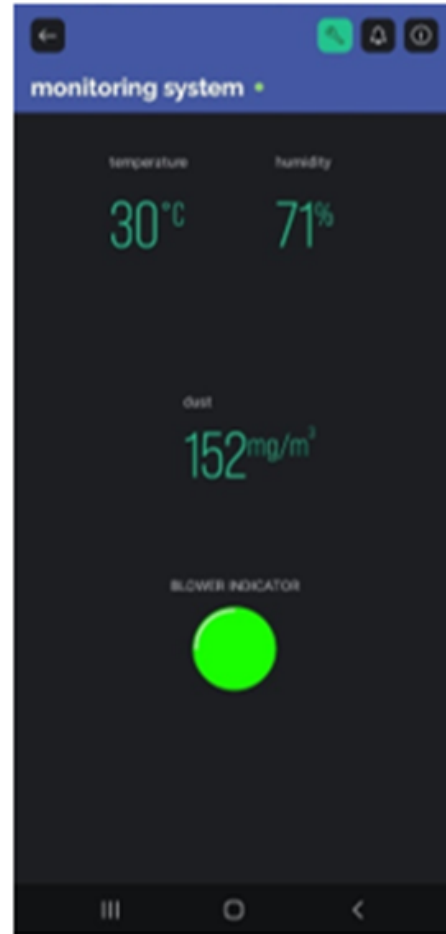 monitoring system
temperature humidity
30°C 71%
dust
152mg/m³
BLOWER INDICATOR